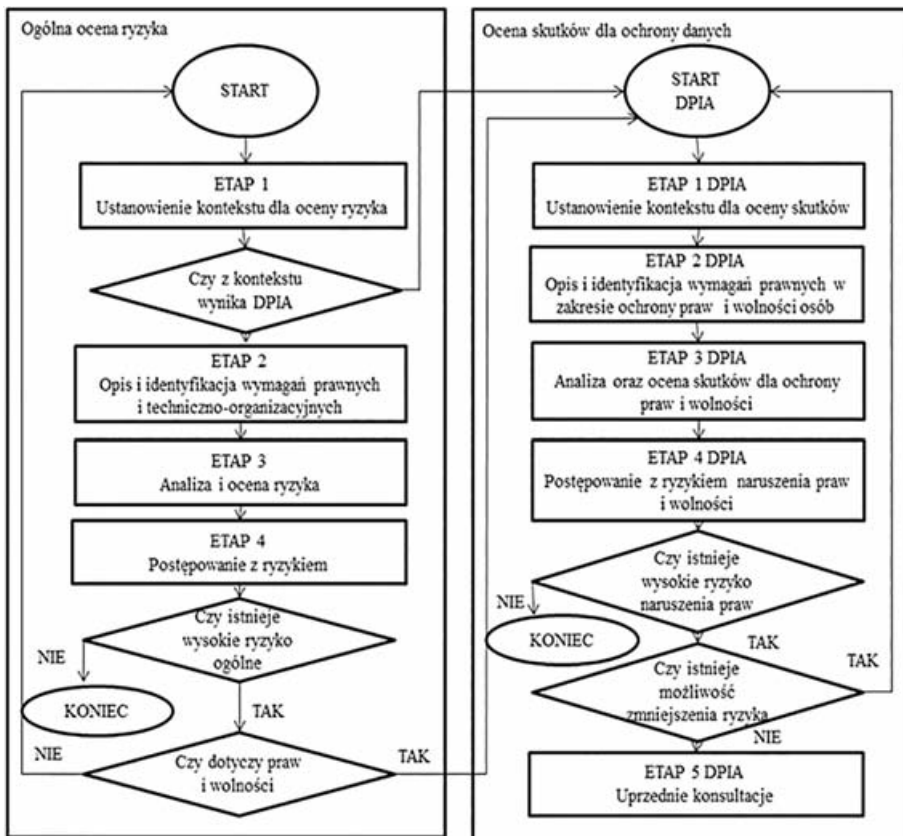 Ogólna ocena ryzyka
START
ETAP 1
Ustanowienie kontekstu dla oceny ryzyka
Czy z kontekstu
wynika DPIA
ETAP 2
Opis i identyfikacja wymagań prawnych
i techniczno-organizacyjnych
ETAP 3
Analiza i ocena ryzyka
ETAP 4
Postępowanie z ryzykiem
Czy istnieje
wysokie ryzyko
ogólne
NIE
KONIEC
TAK
NIE
Czy dotyczy praw
i wolności
TAK
Ocena skutków dla ochrony danych
START
DPIA
ETAP 1 DPIA
Ustanowienie kontekstu dla oceny skutków
ETAP 2 DPIA
Opis i identyfikacja wymagań prawnych w
zakresie ochrony praw i wolności osób
ETAP 3 DPIA
Analiza oraz ocena skutków dla ochrony
praw i wolności
ETAP 4 DPIA
Postępowanie z ryzykiem naruszenia praw
i wolności
Czy istnieje
wysokie ryzyko
naruszenia praw
NIE
KONIEC
TAK
Czy istnieje
możliwość
zmniejszenia ryzyka
TAK
NIE
ETAP 5 DPIA
Uprzednie konsultacje